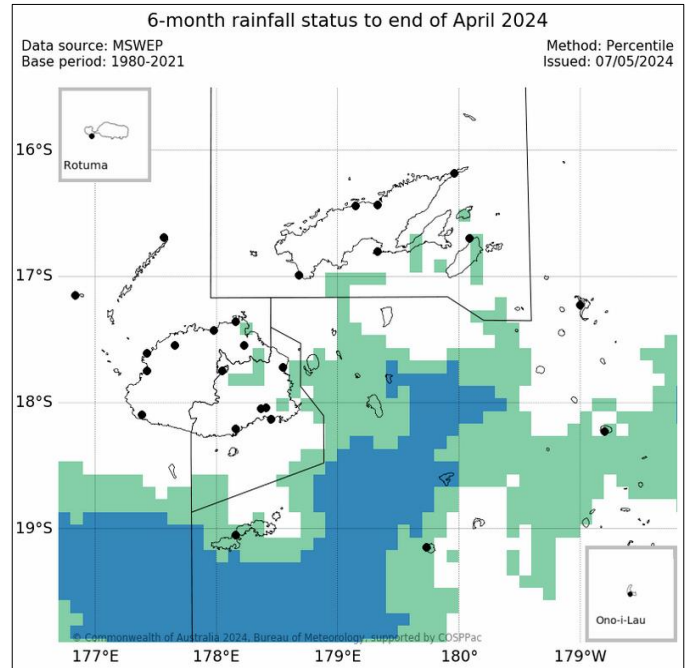 6-month rainfall status to end of April 2024
Data source: MSWEP
Base period: 1980-2021
Method: Percentile
Issued: 07/05/2024
Rotuma
16°S
17°S
18°S
19°S
Ono-i-Lau
© Commonwealth of Australia 2024, Bureau of Meteorology, supported by COSPPac
177°E 178°E 179°E 180° 179°W